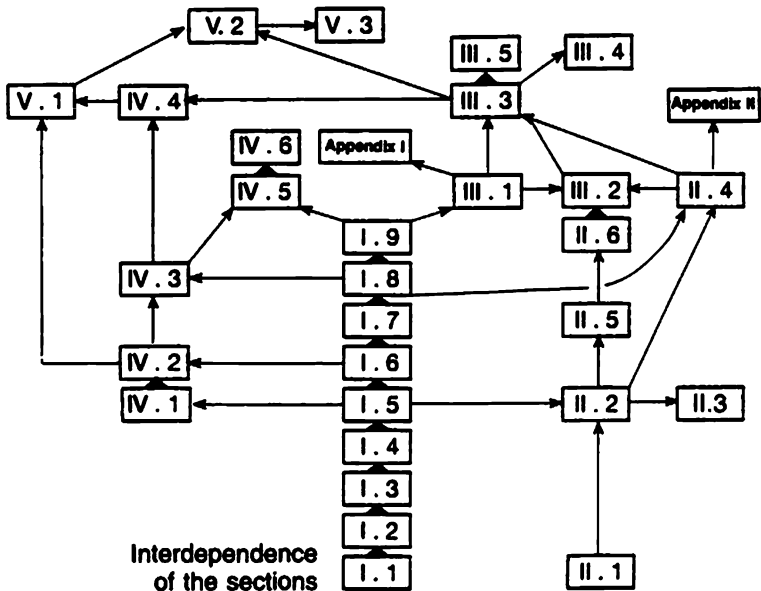 V. 2
V. 3
III. 5
III. 4
V. 1
IV. 4
III. 3
Appendix II
IV. 6
Appendix I
IV. 5
III. 1
III. 2
II. 4
I. 9
II. 6
IV. 3
I. 8
I. 7
II. 5
IV. 2
I. 6
IV. 1
I. 5
II. 2
II.3
I. 4
I. 3
I. 2
Interdependence
of the sections
I. 1
II. 1